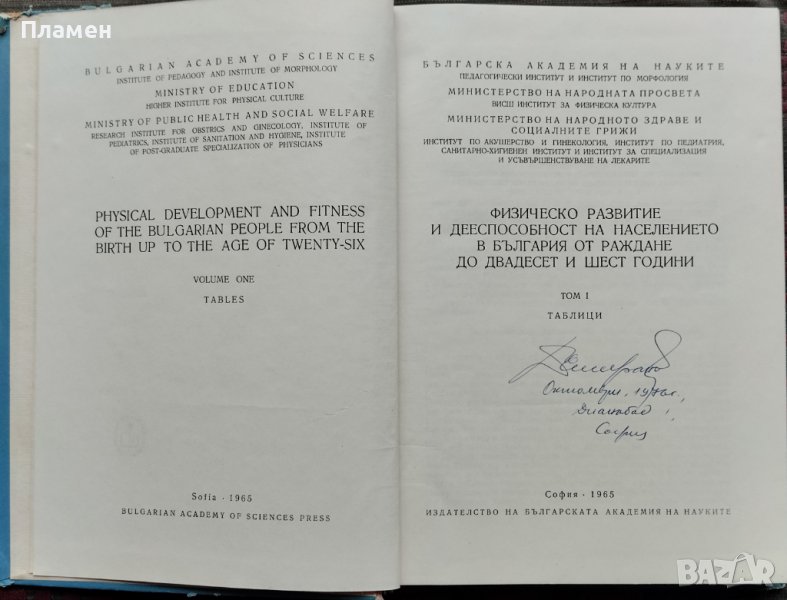 Пламен
BULGARIAN ACADEMY OF SCIENCES
INSTITUTE OF PEDAGOGY AND INSTITUTE OF MORPHOLOGY
MINISTRY OF EDUCATION
HIGHER INSTITUTE FOR PHYSICAL CULTURE
MINISTRY OF PUBLIC HEALTH AND SOCIAL WELFARE
RESEARCH INSTITUTE FOR OBSTRICS AND GINECOLOGY, INSTITUTE OF
PEDIATRICS, INSTITUTE OF SANITATION AND HYGIENE, INSTITUTE
OF POST-GRADUATE SPECIALIZATION OF PHYSICIANS
PHYSICAL DEVELOPMENT AND FITNESS
OF THE BULGARIAN PEOPLE FROM THE
BIRTH UP TO THE AGE OF TWENTY-SIX
VOLUME ONE
TABLES
Sofia · 1965
BULGARIAN ACADEMY OF SCIENCES PRESS
БЪЛГАРСКА АКАДЕМИЯ НА НАУКИТЕ
ПЕДАГОГИЧЕСКИ ИНСТИТУТ И ИНСТИТУТ ПО МОРФОЛОГИЯ
МИНИСТЕРСТВО НА НАРОДНАТА ПРОСВЕТА
ВИСШ ИНСТИТУТ ЗА ФИЗИЧЕСКА КУЛТУРА
МИНИСТЕРСТВО НА НАРОДНОТО ЗДРАВЕ И
СОЦИАЛНИТЕ ГРИЖИ
ИНСТИТУТ ПО АКУШЕРСТВО И ГИНЕКОЛОГИЯ, ИНСТИТУТ ПО ПЕДИАТРИЯ,
САНИТАРНО-ХИГИЕНЕН ИНСТИТУТ И ИНСТИТУТ ЗА СПЕЦИАЛИЗАЦИЯ
И УСЪВЪРШЕНСТВУВАНЕ НА ЛЕКАРИТЕ
ФИЗИЧЕСКО РАЗВИТИЕ
И ДЕЕСПОСОБНОСТ НА НАСЕЛЕНИЕТО
В БЪЛГАРИЯ ОТ РАЖДАНЕ
ДО ДВАДЕСЕТ И ШЕСТ ГОДИНИ
ТОМ I
ТАБЛИЦИ
Октомври,
Дианабад,
София
София · 1965
ИЗДАТЕЛСТВО НА БЪЛГАРСКАТА АКАДЕМИЯ НА НАУКИТЕ
BAZAR